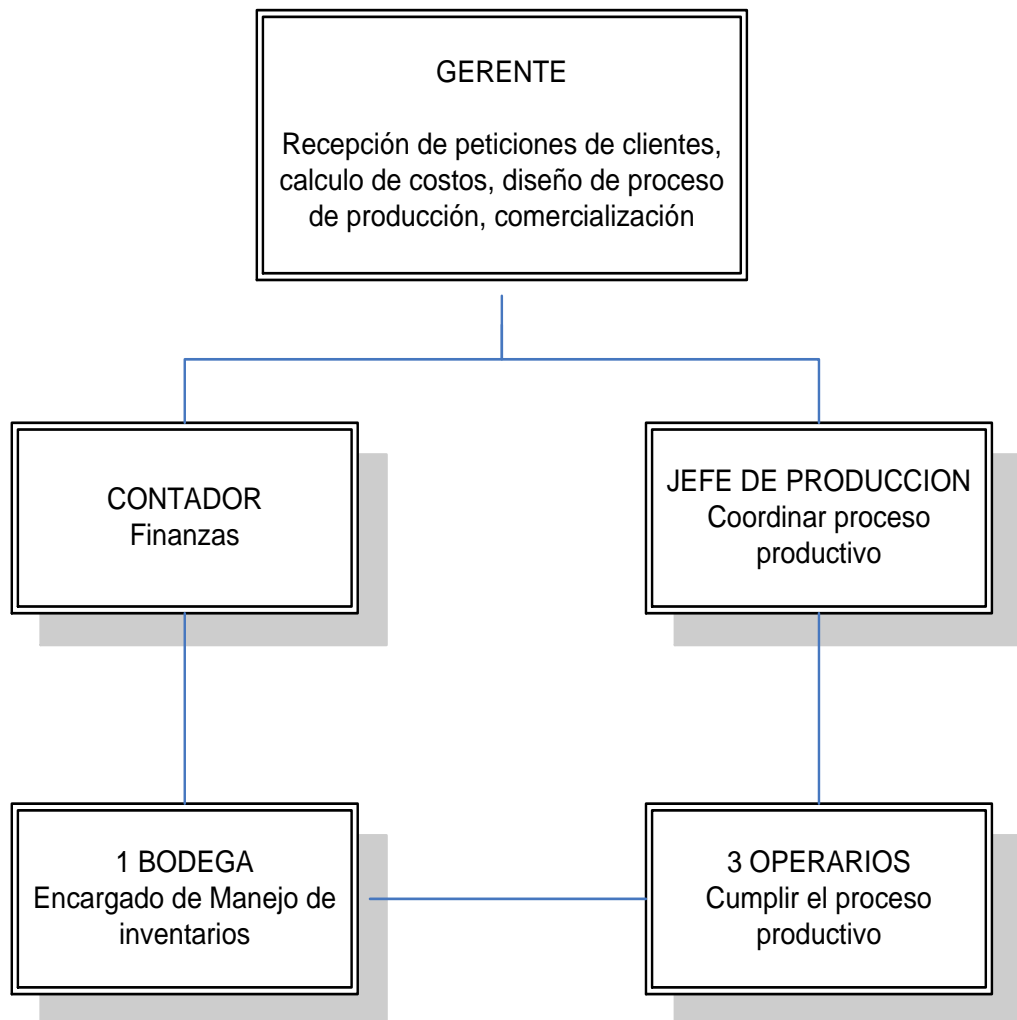 GERENTE
Recepción de peticiones de clientes,
calculo de costos, diseño de proceso
de producción, comercialización
CONTADOR
Finanzas
JEFE DE PRODUCCION
Coordinar proceso
productivo
1 BODEGA
Encargado de Manejo de
inventarios
3 OPERARIOS
Cumplir el proceso
productivo